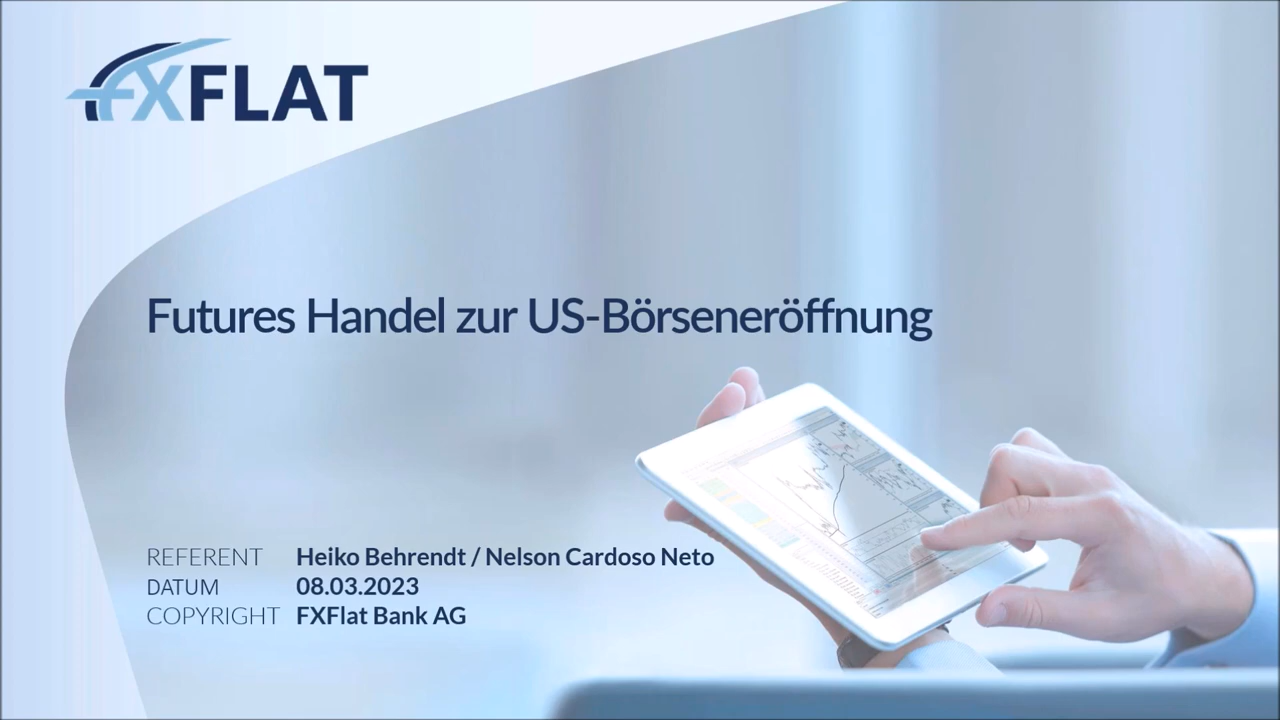 FXFLAT
Futures Handel zur US-Börseneröffnung
REFERENT Heiko Behrendt / Nelson Cardoso Neto
DATUM 08.03.2023
COPYRIGHT FXFlat Bank AG